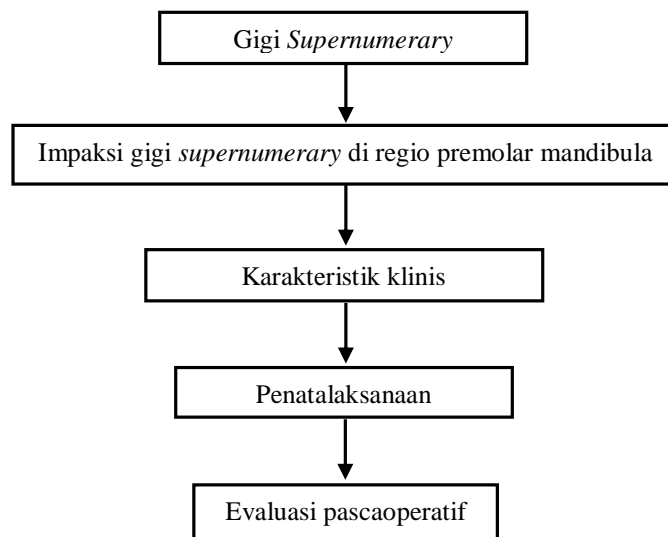 Gigi Supernumerary
Impaksi gigi supernumerary di regio premolar mandibula
Karakteristik klinis
Penatalaksanaan
Evaluasi pascaoperatif